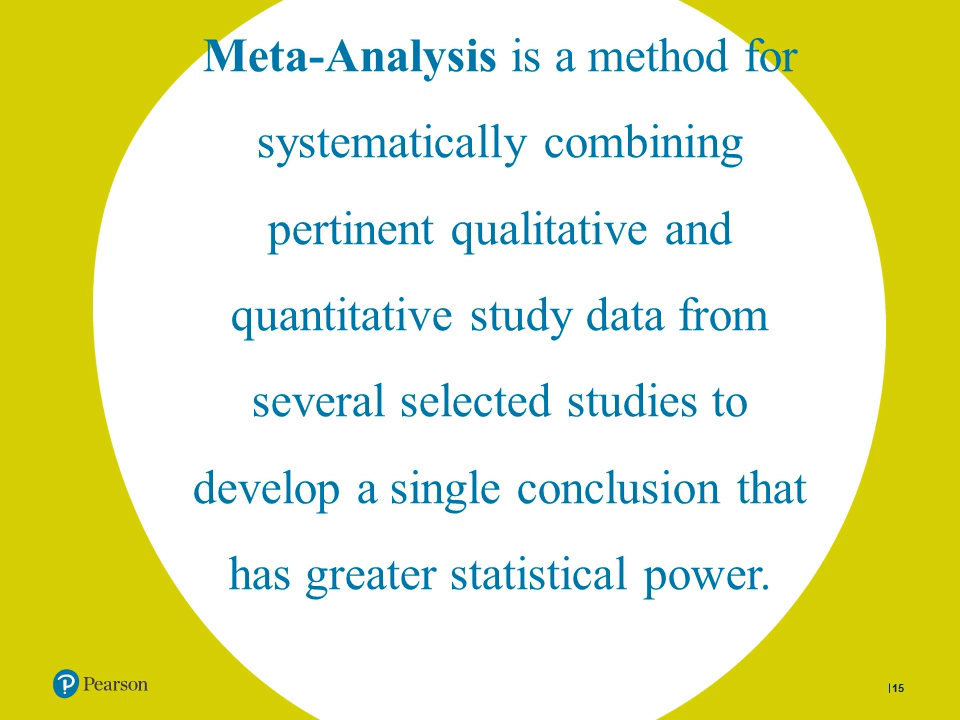 Meta-Analysis is a method for
systematically combining
pertinent qualitative and
quantitative study data from
several selected studies to
develop a single conclusion that
has greater statistical power.
Pearson
| 15